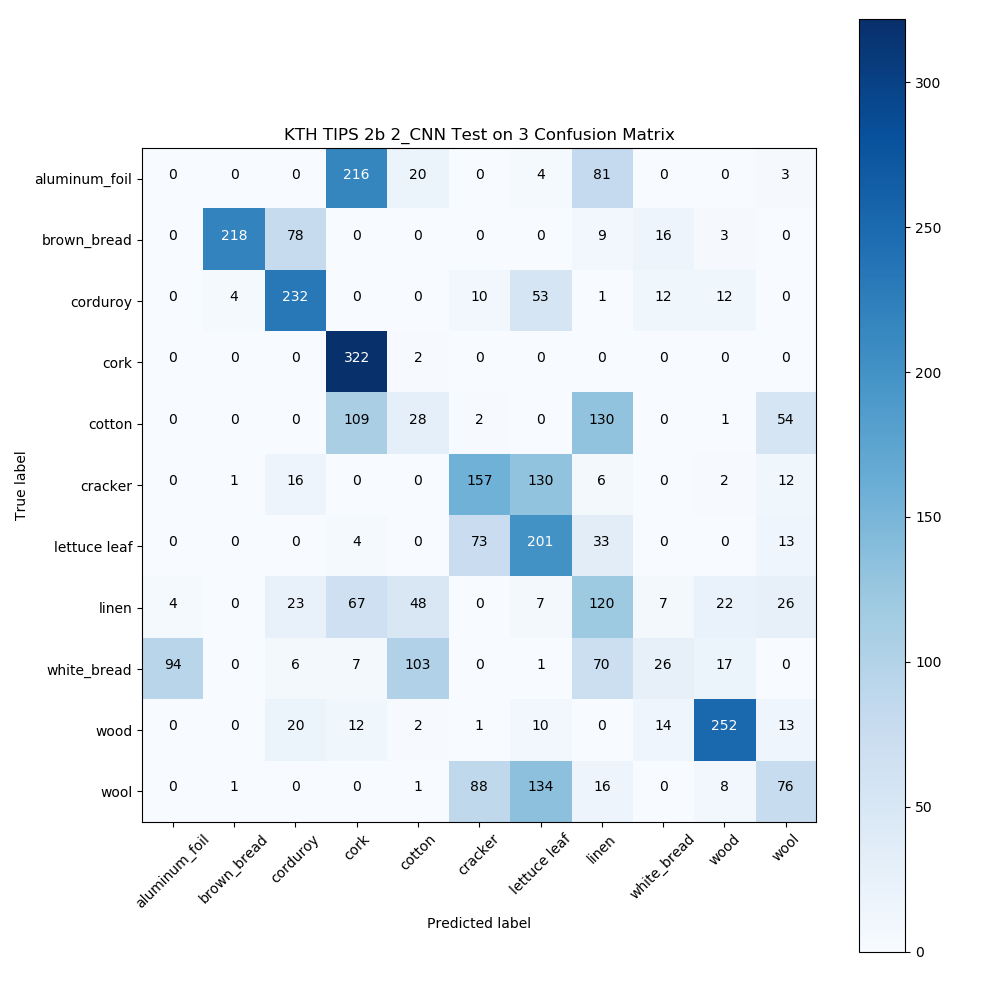 KTH TIPS 2b 2_CNN Test on 3 Confusion Matrix
True label
aluminum_foil 0 0 0 216 20 0 4 81 0 0 3
brown_bread 0 218 78 0 0 0 0 9 16 3 0
corduroy 0 4 232 0 0 10 53 1 12 12 0
cork 0 0 0 322 2 0 0 0 0 0 0
cotton 0 0 0 109 28 2 0 130 0 1 54
cracker 0 1 16 0 0 157 130 6 0 2 12
lettuce leaf 0 0 0 4 0 73 201 33 0 0 13
linen 4 0 23 67 48 0 7 120 7 22 26
white_bread 94 0 6 7 103 0 1 70 26 17 0
wood 0 0 20 12 2 1 10 0 14 252 13
wool 0 1 0 0 1 88 134 16 0 8 76
aluminum_foil brown_bread corduroy cork cotton cracker lettuce leaf linen white_bread wood wool
Predicted label
300
250
200
150
100
50
0